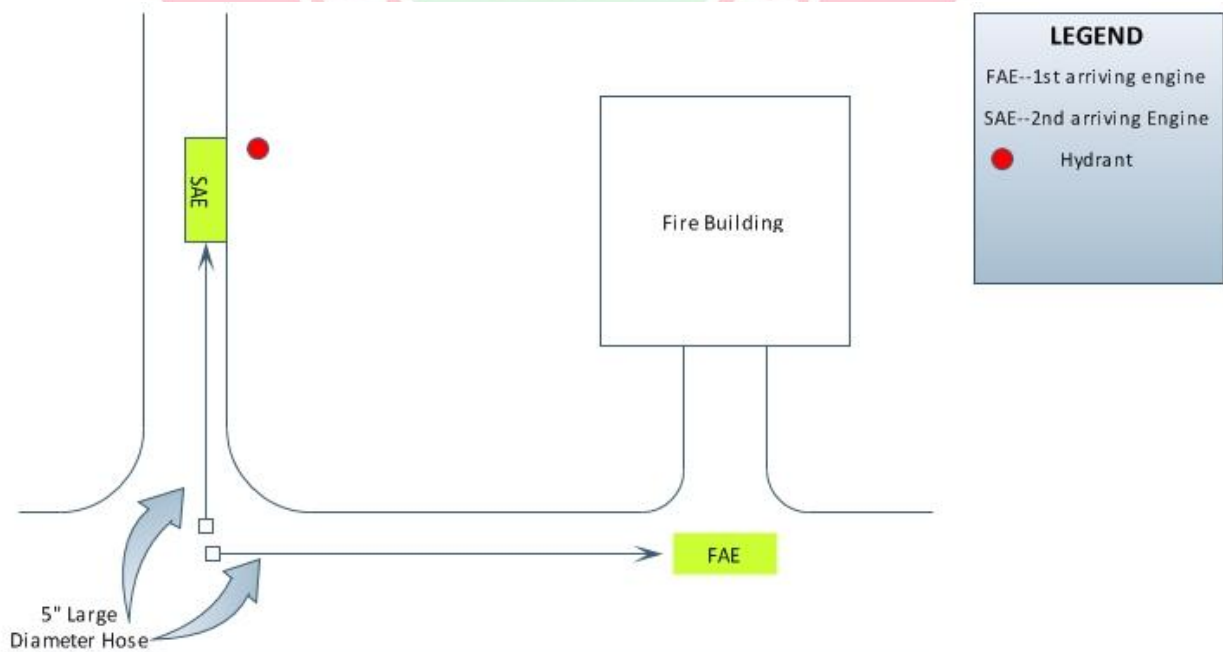 LEGEND
FAE--1st arriving engine
SAE--2nd arriving Engine
Hydrant
SAE
Fire Building
FAE
5" Large
Diameter Hose